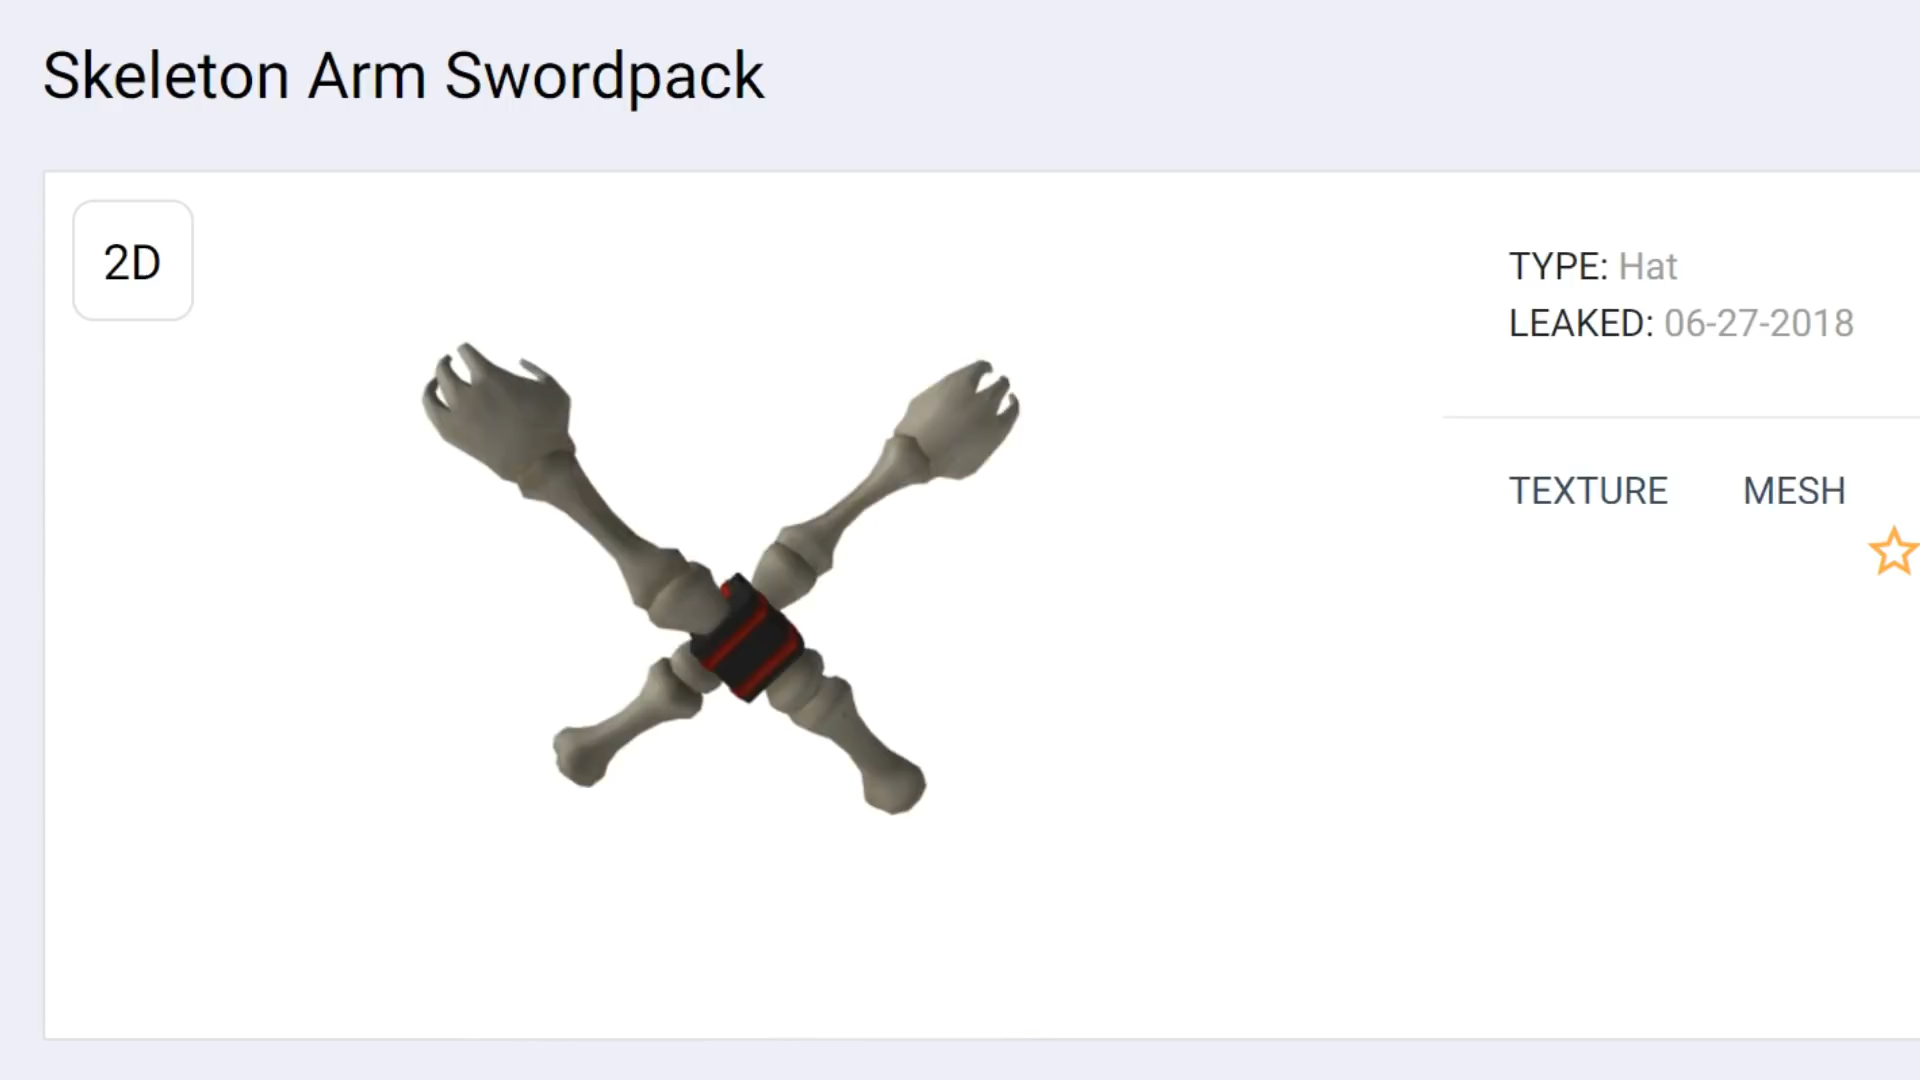 Skeleton Arm Swordpack
2D
TYPE: Hat
LEAKED: 06-27-2018
TEXTURE MESH